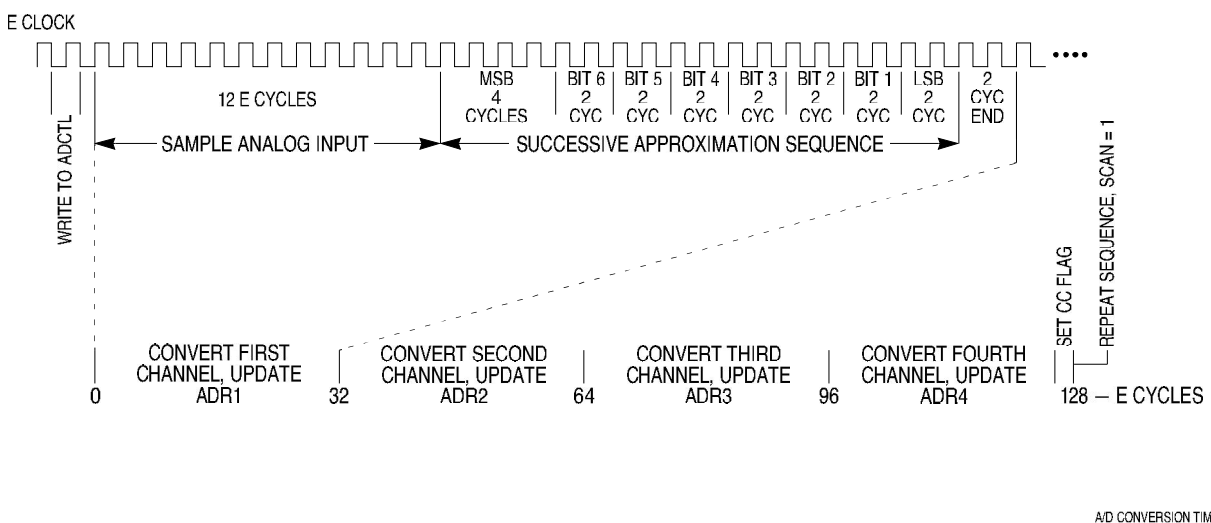 E CLOCK
MSB
4
CYCLES
BIT 6
2
CYC
BIT 5
2
CYC
BIT 4
2
CYC
BIT 3
2
CYC
BIT 2
2
CYC
BIT 1
2
CYC
LSB
2
CYC
2
CYC
END
12 E CYCLES
WRITE TO ADCTL
SAMPLE ANALOG INPUT
SUCCESSIVE APPROXIMATION SEQUENCE
SET CC FLAG
REPEAT SEQUENCE, SCAN = 1
CONVERT FIRST
CHANNEL, UPDATE
ADR1
CONVERT SECOND
CHANNEL, UPDATE
ADR2
CONVERT THIRD
CHANNEL, UPDATE
ADR3
CONVERT FOURTH
CHANNEL, UPDATE
ADR4
0
32
64
96
128 — E CYCLES
A/D CONVERSION TIM